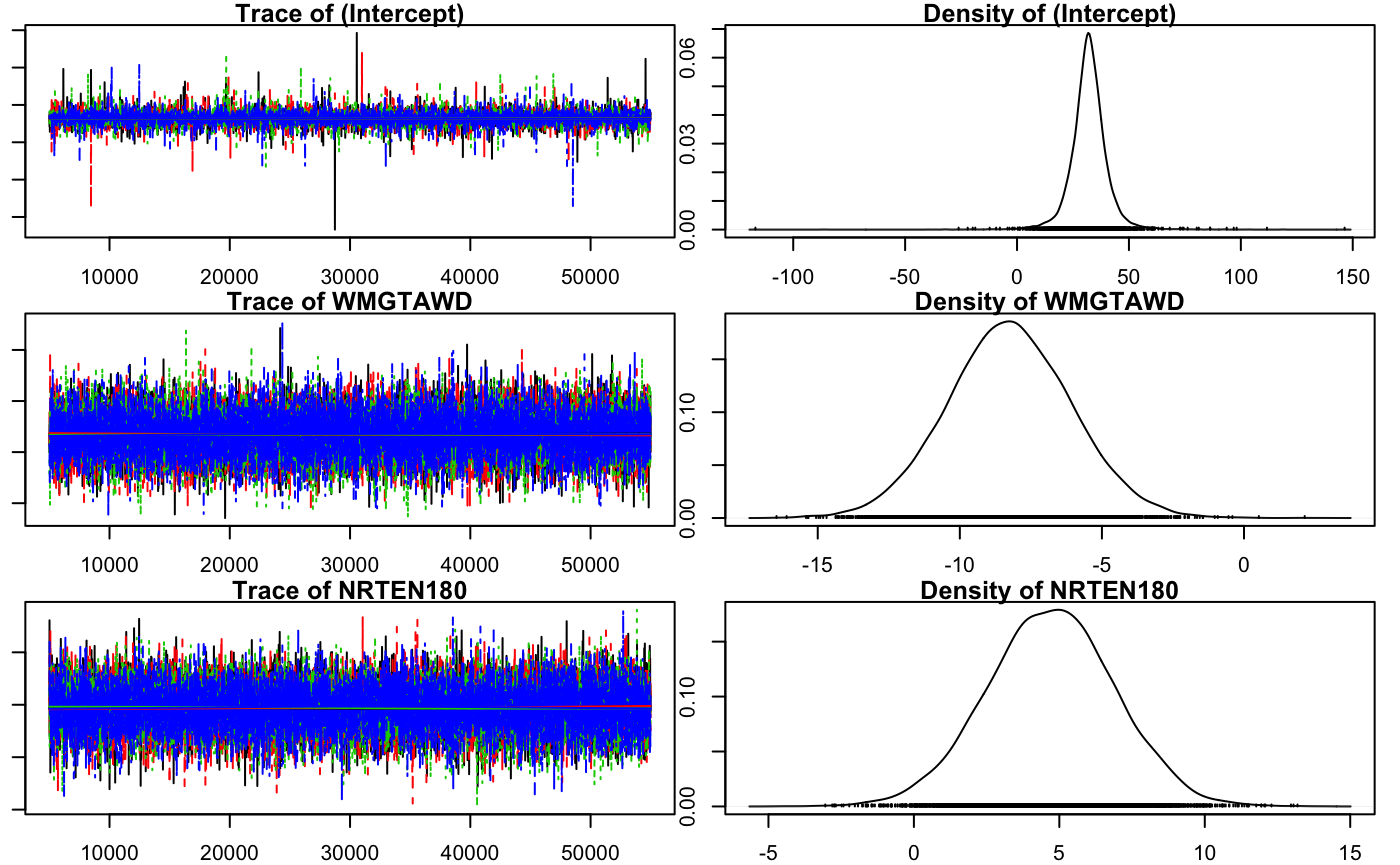 Trace of (Intercept)
Density of (Intercept)
0.00 0.03 0.06
10000 20000 30000 40000 50000
-100 -50 0 50 100 150
Trace of WMGTAWD
Density of WMGTAWD
0.00 0.10
10000 20000 30000 40000 50000
-15 -10 -5 0
Trace of NRTEN180
Density of NRTEN180
0.00 0.10
10000 20000 30000 40000 50000
-5 0 5 10 15